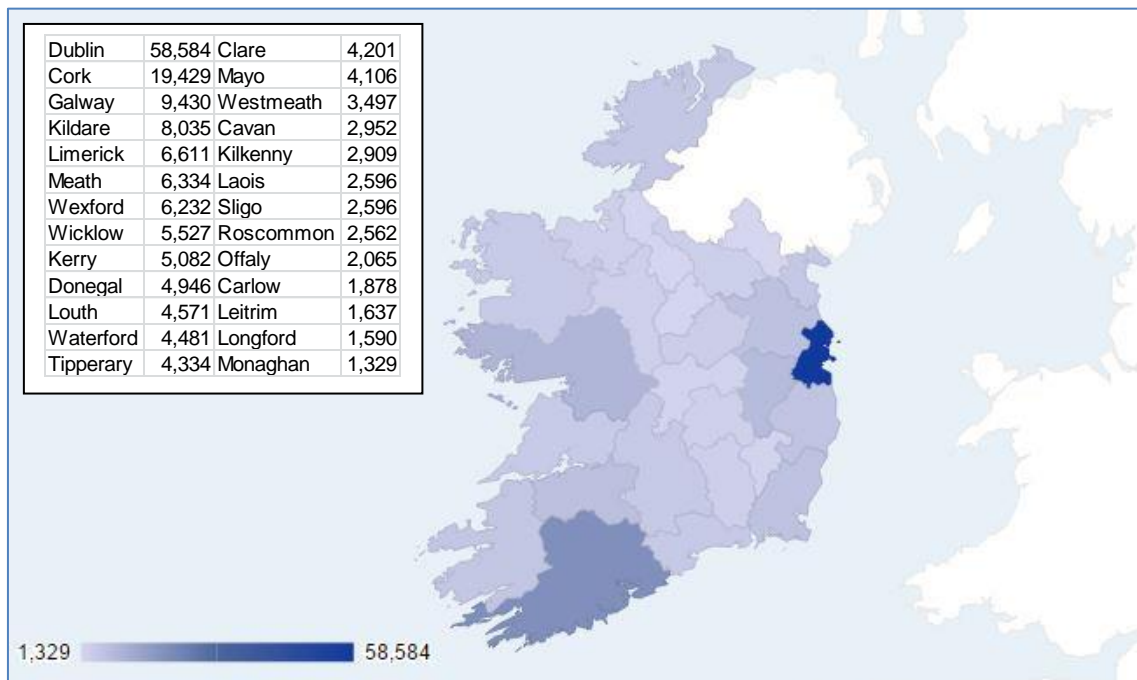 Dublin 58,584 Clare 4,201
Cork 19,429 Mayo 4,106
Galway 9,430 Westmeath 3,497
Kildare 8,035 Cavan 2,952
Limerick 6,611 Kilkenny 2,909
Meath 6,334 Laois 2,596
Wexford 6,232 Sligo 2,596
Wicklow 5,527 Roscommon 2,562
Kerry 5,082 Offaly 2,065
Donegal 4,946 Carlow 1,878
Louth 4,571 Leitrim 1,637
Waterford 4,481 Longford 1,590
Tipperary 4,334 Monaghan 1,329
1,329 58,584